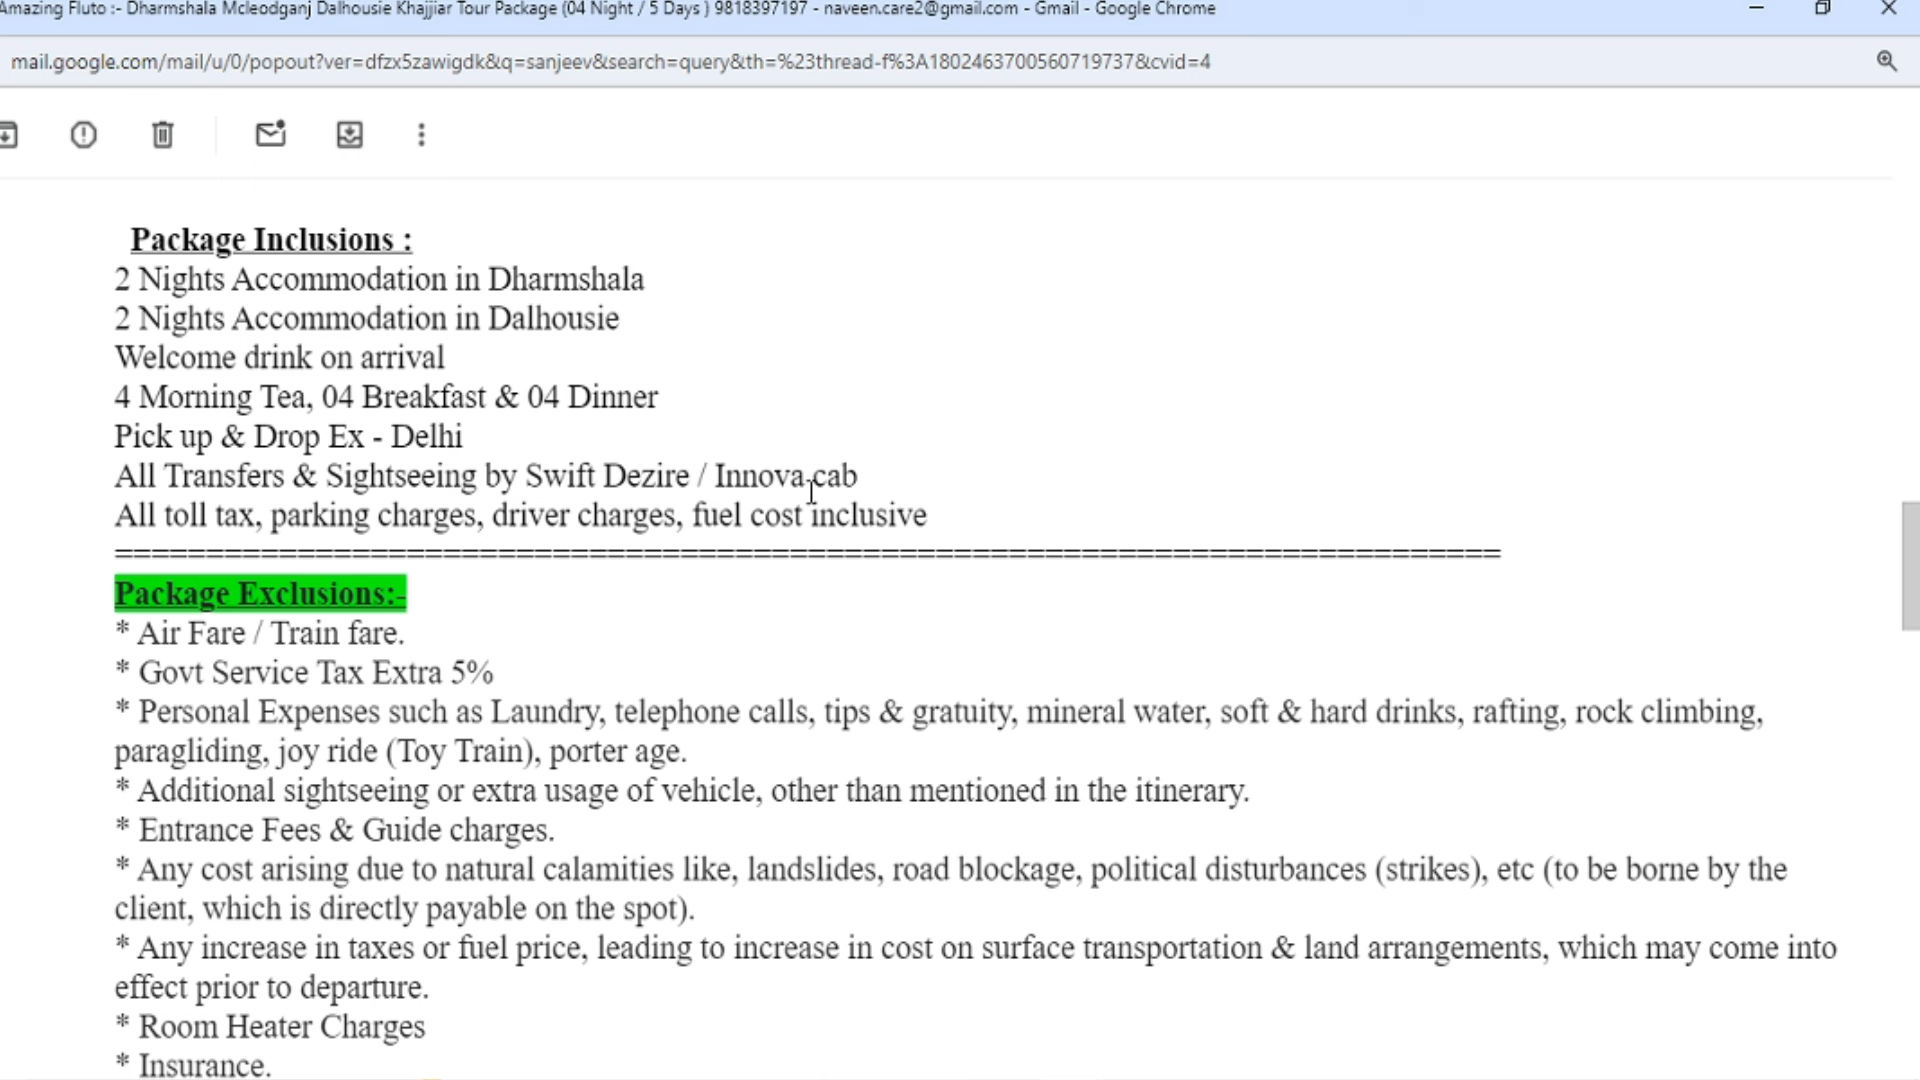 Amazing Fluto :- Dharmshala Mcleodganj Dalhousie Khajjiar Tour Package (04 Night / 5 Days ) 9818397197 - naveen.care2@gmail.com - Gmail - Google Chrome
mail.google.com/mail/u/0/popout?ver=dfzx5zawigdk&q=sanjeev&search=query&th=%23thread-f%3A1802463700560719737&cvid=4
Package Inclusions :
2 Nights Accommodation in Dharmshala
2 Nights Accommodation in Dalhousie
Welcome drink on arrival
4 Morning Tea, 04 Breakfast & 04 Dinner
Pick up & Drop Ex - Delhi
All Transfers & Sightseeing by Swift Dezire / Innova cab
All toll tax, parking charges, driver charges, fuel cost inclusive
=============================================================================
Package Exclusions:-
* Air Fare / Train fare.
* Govt Service Tax Extra 5%
* Personal Expenses such as Laundry, telephone calls, tips & gratuity, mineral water, soft & hard drinks, rafting, rock climbing,
paragliding, joy ride (Toy Train), porter age.
* Additional sightseeing or extra usage of vehicle, other than mentioned in the itinerary.
* Entrance Fees & Guide charges.
* Any cost arising due to natural calamities like, landslides, road blockage, political disturbances (strikes), etc (to be borne by the
client, which is directly payable on the spot).
* Any increase in taxes or fuel price, leading to increase in cost on surface transportation & land arrangements, which may come into
effect prior to departure.
* Room Heater Charges
* Insurance.